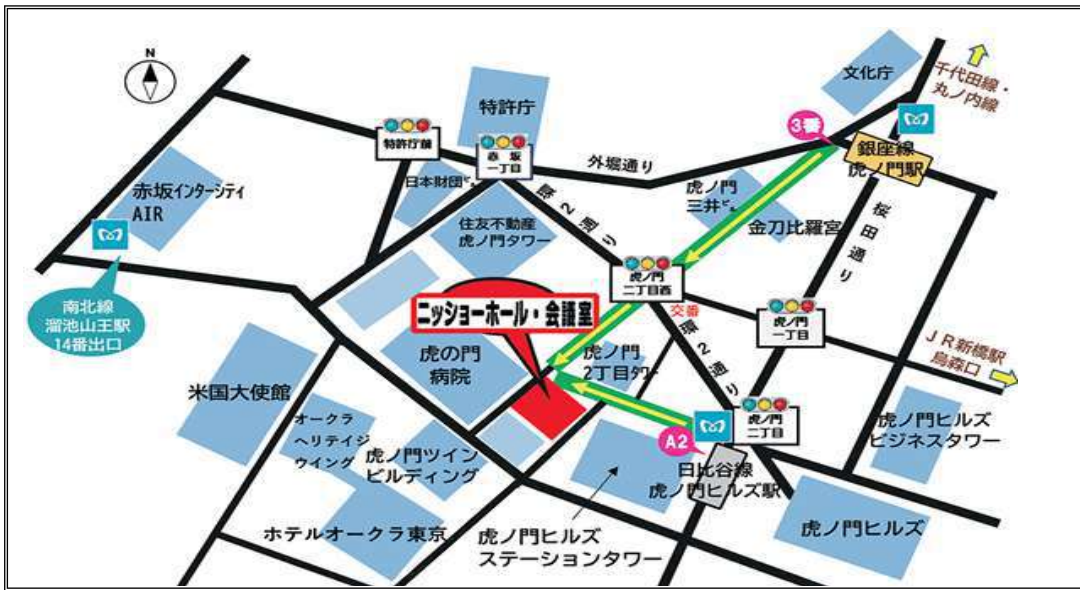 N
特許庁
文化庁
千代田線・
丸ノ内線
3番
特許庁前
赤坂
一丁目
外堀通り
銀座線
虎ノ門駅
日本財団ビル
虎ノ門
三井ビル
金刀比羅宮
桜田通り
赤坂インターシティ
AIR
住友不動産
虎ノ門タワー
環2通り
虎ノ門
二丁目西
交番
虎ノ門
一丁目
南北線
溜池山王駅
14番出口
ニッショーホール・会議室
虎の門
病院
虎ノ門
2丁目タワー
環2通り
JR新橋駅
烏森口
米国大使館
オークラ
ヘリテイジ
ウイング
虎ノ門ツイン
ビルディング
A2
虎ノ門
二丁目
虎ノ門ヒルズ
ビジネスタワー
日比谷線
虎ノ門ヒルズ駅
ホテルオークラ東京
虎ノ門ヒルズ
ステーションタワー
虎ノ門ヒルズ